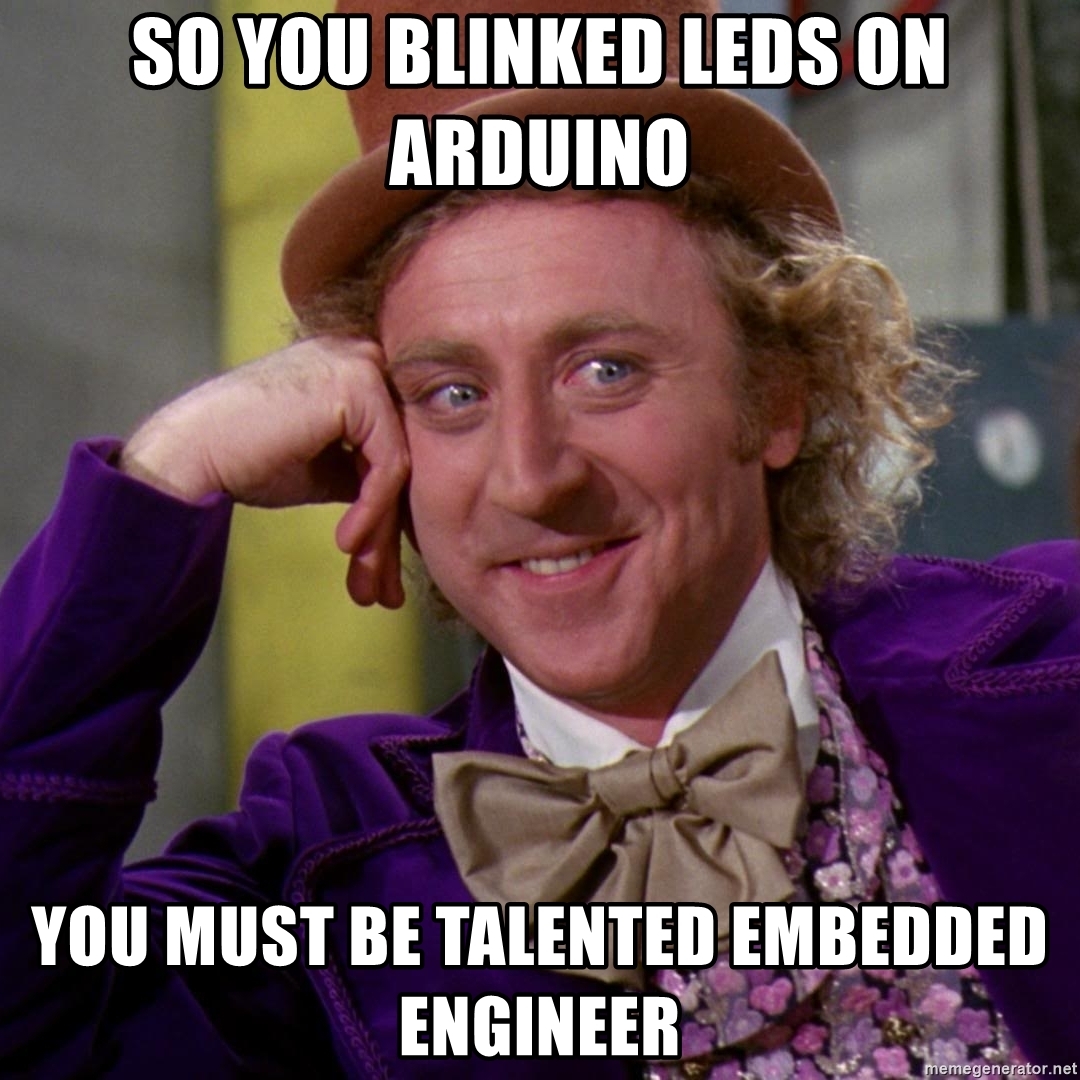 SO YOU BLINKED LEDS ON
ARDUINO
YOU MUST BE TALENTED EMBEDDED
ENGINEER
memegenerator.net